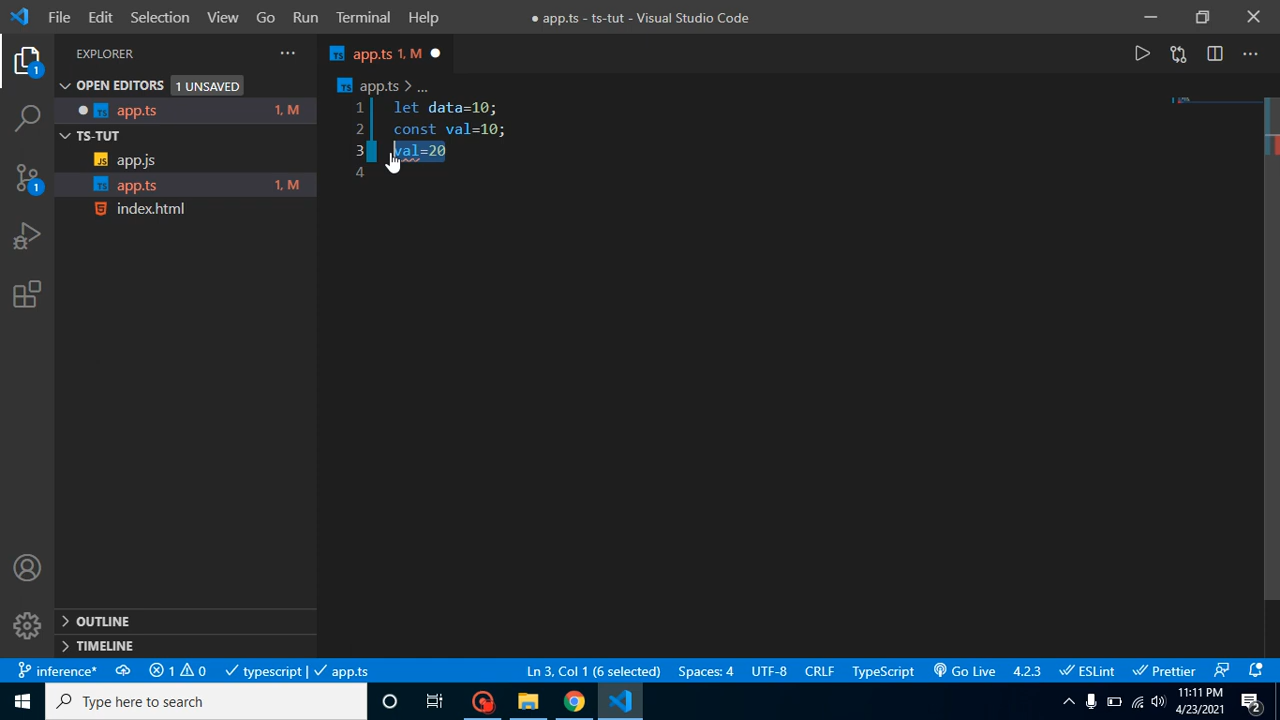 File Edit Selection View Go Run Terminal Help
● app.ts - ts-tut - Visual Studio Code
EXPLORER
OPEN EDITORS 1 UNSAVED
app.ts 1, M
TS-TUT
app.js
app.ts 1, M
index.html
OUTLINE
TIMELINE
app.ts 1, M
app.ts > ...
1 let data=10;
2 const val=10;
3 val=20
4
1
1
inference* 1 0 typescript | app.ts Ln 3, Col 1 (6 selected) Spaces: 4 UTF-8 CRLF TypeScript Go Live 4.2.3 ESLint Prettier
Type here to search
11:11 PM
4/23/2021
2